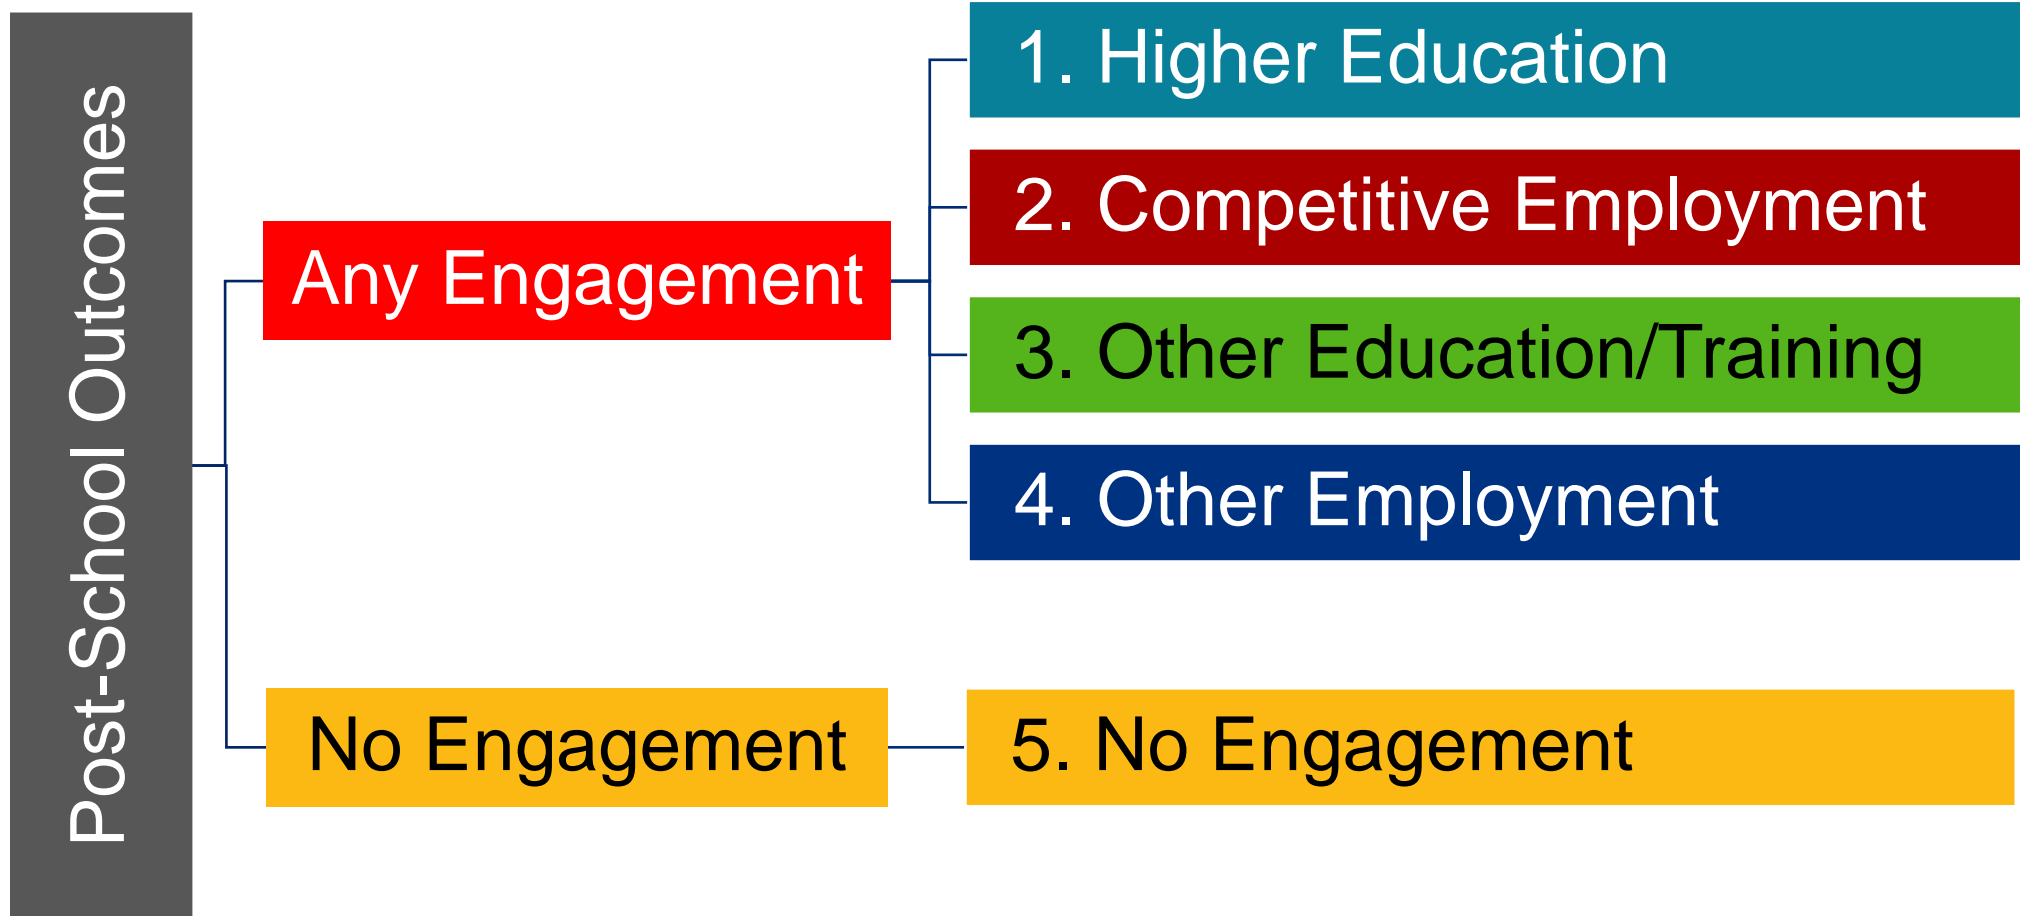 Post-School Outcomes
Any Engagement
1. Higher Education
2. Competitive Employment
3. Other Education/Training
4. Other Employment
No Engagement
5. No Engagement